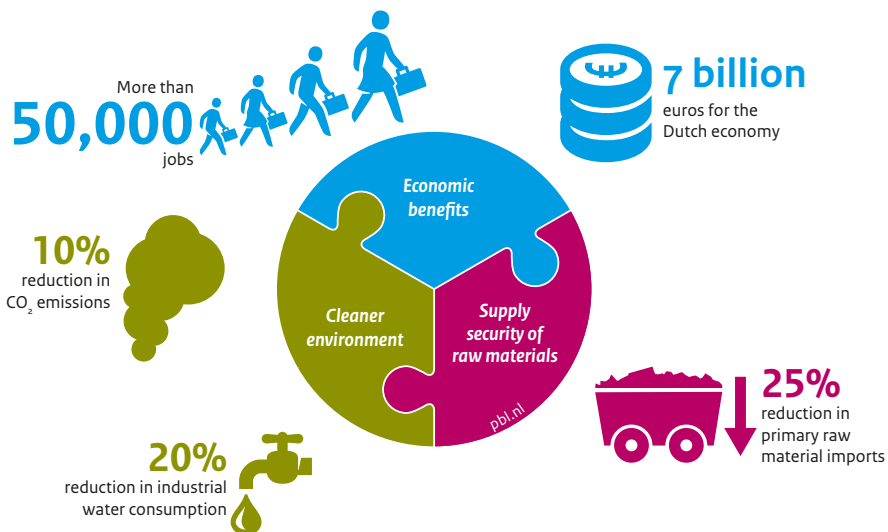 More than
50,000
jobs
7 billion
euros for the
Dutch economy
Economic
benefits
10%
reduction in
CO₂ emissions
Cleaner
environment
Supply
security of
raw materials
pbl.nl
25%
reduction in
primary raw
material imports
20%
reduction in industrial
water consumption